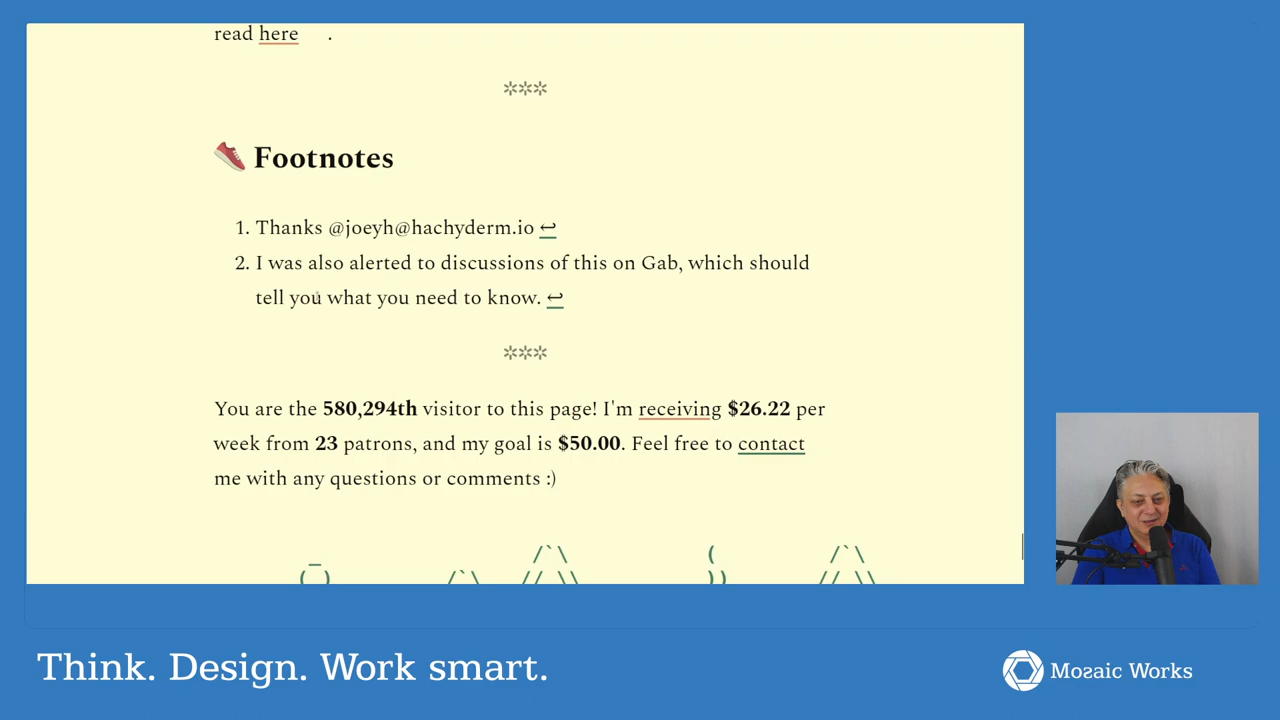 read here .
✲✲✲
👟 Footnotes
1. Thanks @joeyh@hachyderm.io ↩
2. I was also alerted to discussions of this on Gab, which should
tell you what you need to know. ↩
✲✲✲
You are the 580,294th visitor to this page! I'm receiving $26.22 per
week from 23 patrons, and my goal is $50.00. Feel free to contact
me with any questions or comments :)
Think. Design. Work smart.
Mozaic Works